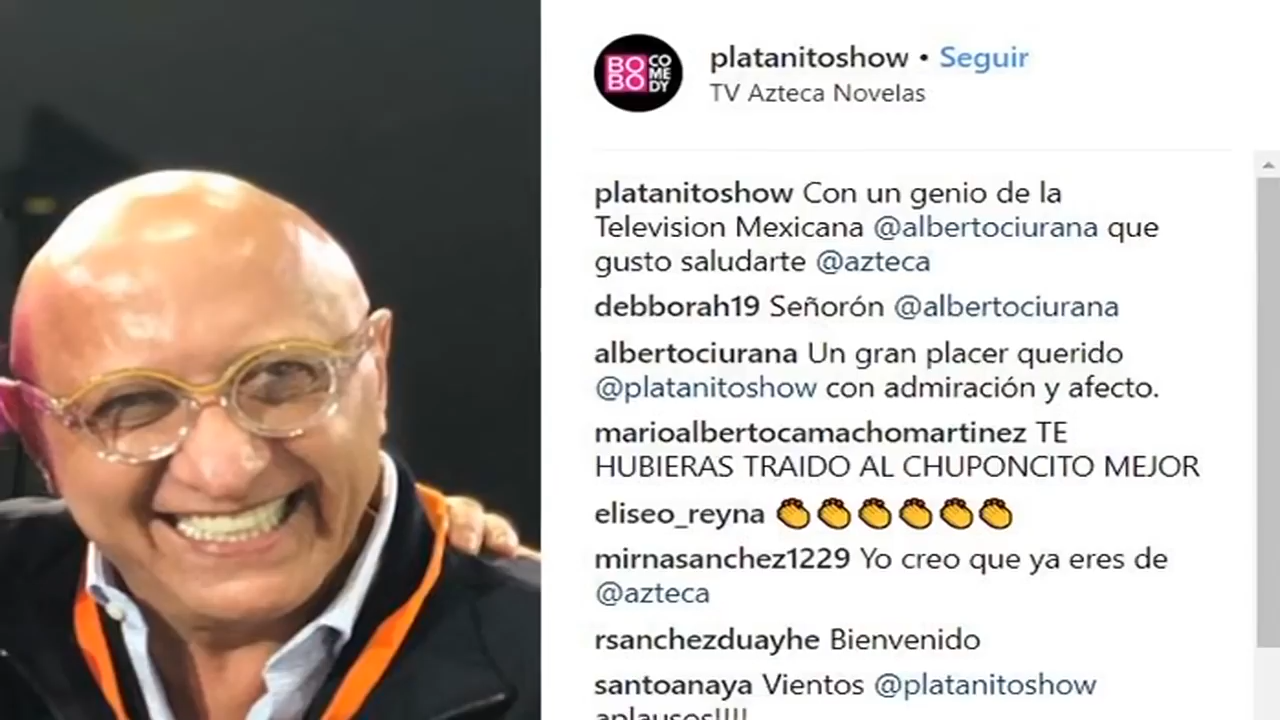 BO CO
BO ME
DY
platanitoshow • Seguir
TV Azteca Novelas
platanitoshow Con un genio de la
Television Mexicana @albertociurana que
gusto saludarte @azteca
debborah19 Señorón @albertociurana
albertociurana Un gran placer querido
@platanitoshow con admiración y afecto.
marioalbertocamachomartinez TE
HUBIERAS TRAIDO AL CHUPONCITO MEJOR
eliseo_reyna 👏👏👏👏👏👏
mirnasanchez1229 Yo creo que ya eres de
@azteca
rsanchezduayhe Bienvenido
santoanaya Vientos @platanitoshow
aplausos!!!!